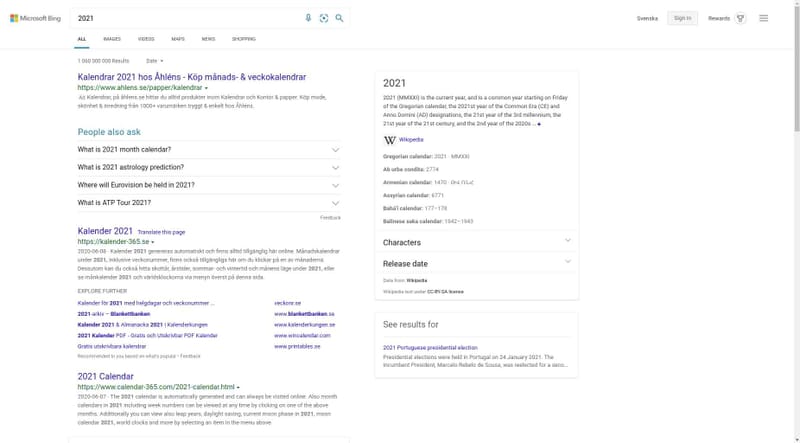 Microsoft Bing
2021
Svenska
Sign in
Rewards
ALL
IMAGES
VIDEOS
MAPS
NEWS
SHOPPING
1 060 000 000 Results
Date
Kalendrar 2021 hos Åhléns - Köp månads- & veckokalendrar
https://www.ahlens.se/papper/kalendrar
Ad Kalendrar, på åhlens.se hittar du alltid produkter inom Kalendrar och Kontor & papper. Köp mode,
skönhet & inredning från 1000+ varumärken tryggt & enkelt hos Åhléns.
People also ask
What is 2021 month calendar?
What is 2021 astrology prediction?
Where will Eurovision be held in 2021?
What is ATP Tour 2021?
Feedback
Kalender 2021 Translate this page
https://kalender-365.se
2020-06-08 · Kalender 2021 genereras automatiskt och finns alltid tillgänglig här online. Månadskalendrar
under 2021, inklusive veckonummer, finns också tillgängliga här om du klickar på en av månaderna.
Dessutom kan du också hitta skottår, årstider, sommar- och vintertid och månens läge under 2021, eller
se månkalender 2021 och världsklockorna via menyn överst på denna sida.
EXPLORE FURTHER
Kalender för 2021 med helgdagar och veckonummer ... veckonr.se
2021-arkiv – Blankettbanken www.blankettbanken.se
Kalender 2021 & Almanacka 2021 | Kalenderkungen www.kalenderkungen.se
2021 Kalender PDF - Gratis och Utskrivbar PDF Kalender www.wincalendar.com
Gratis utskrivbara kalendrar www.printables.se
Recommended to you based on what's popular • Feedback
2021 Calendar
https://www.calendar-365.com/2021-calendar.html
2020-06-07 · The 2021 calendar is automatically generated and can always be visited online. Also month
calendars in 2021 including week numbers can be viewed at any time by clicking on one of the above
months. Additionally you can view also leap years, daylight saving, current moon phase in 2021, moon
calendar 2021, world clocks and more by selecting an item in the menu above.
2021
2021 (MMXXI) is the current year, and is a common year starting on Friday
of the Gregorian calendar, the 2021st year of the Common Era (CE) and
Anno Domini (AD) designations, the 21st year of the 3rd millennium, the
21st year of the 21st century, and the 2nd year of the 2020s ...
W Wikipedia
Gregorian calendar: 2021 · MMXXI
Ab urbe condita: 2774
Armenian calendar: 1470 · ԹՎ ՌՆՀ
Assyrian calendar: 6771
Bahá'í calendar: 177–178
Balinese saka calendar: 1942–1943
Characters
Release date
Data from: Wikipedia
Wikipedia text under CC-BY-SA license
See results for
2021 Portuguese presidential election
Presidential elections were held in Portugal on 24 January 2021. The
incumbent President, Marcelo Rebelo de Sousa, was reelected for a seco...